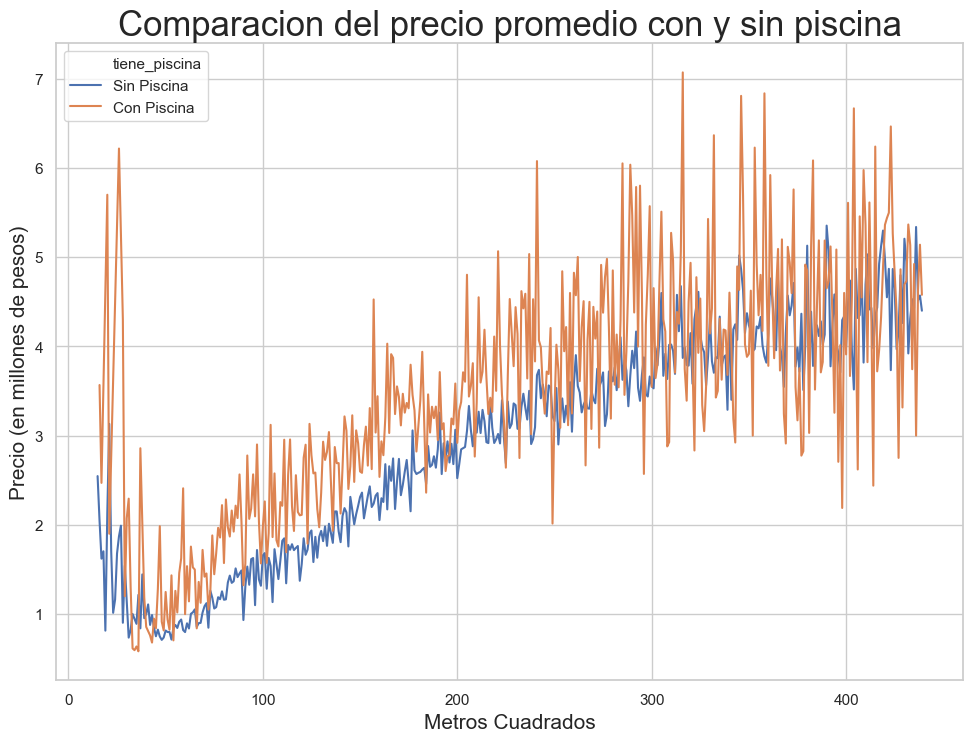 Comparacion del precio promedio con y sin piscina
tiene_piscina
Sin Piscina
Con Piscina
7
6
5
4
3
2
1
Precio (en millones de pesos)
0
100
200
300
400
Metros Cuadrados